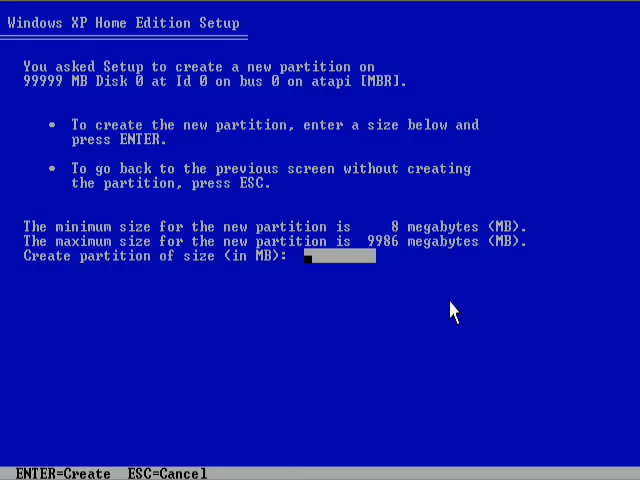 Windows XP Home Edition Setup
You asked Setup to create a new partition on
99999 MB Disk 0 at Id 0 on bus 0 on atapi [MBR].
• To create the new partition, enter a size below and
press ENTER.
• To go back to the previous screen without creating
the partition, press ESC.
The minimum size for the new partition is 8 megabytes (MB).
The maximum size for the new partition is 9986 megabytes (MB).
Create partition of size (in MB):
ENTER=Create ESC=Cancel